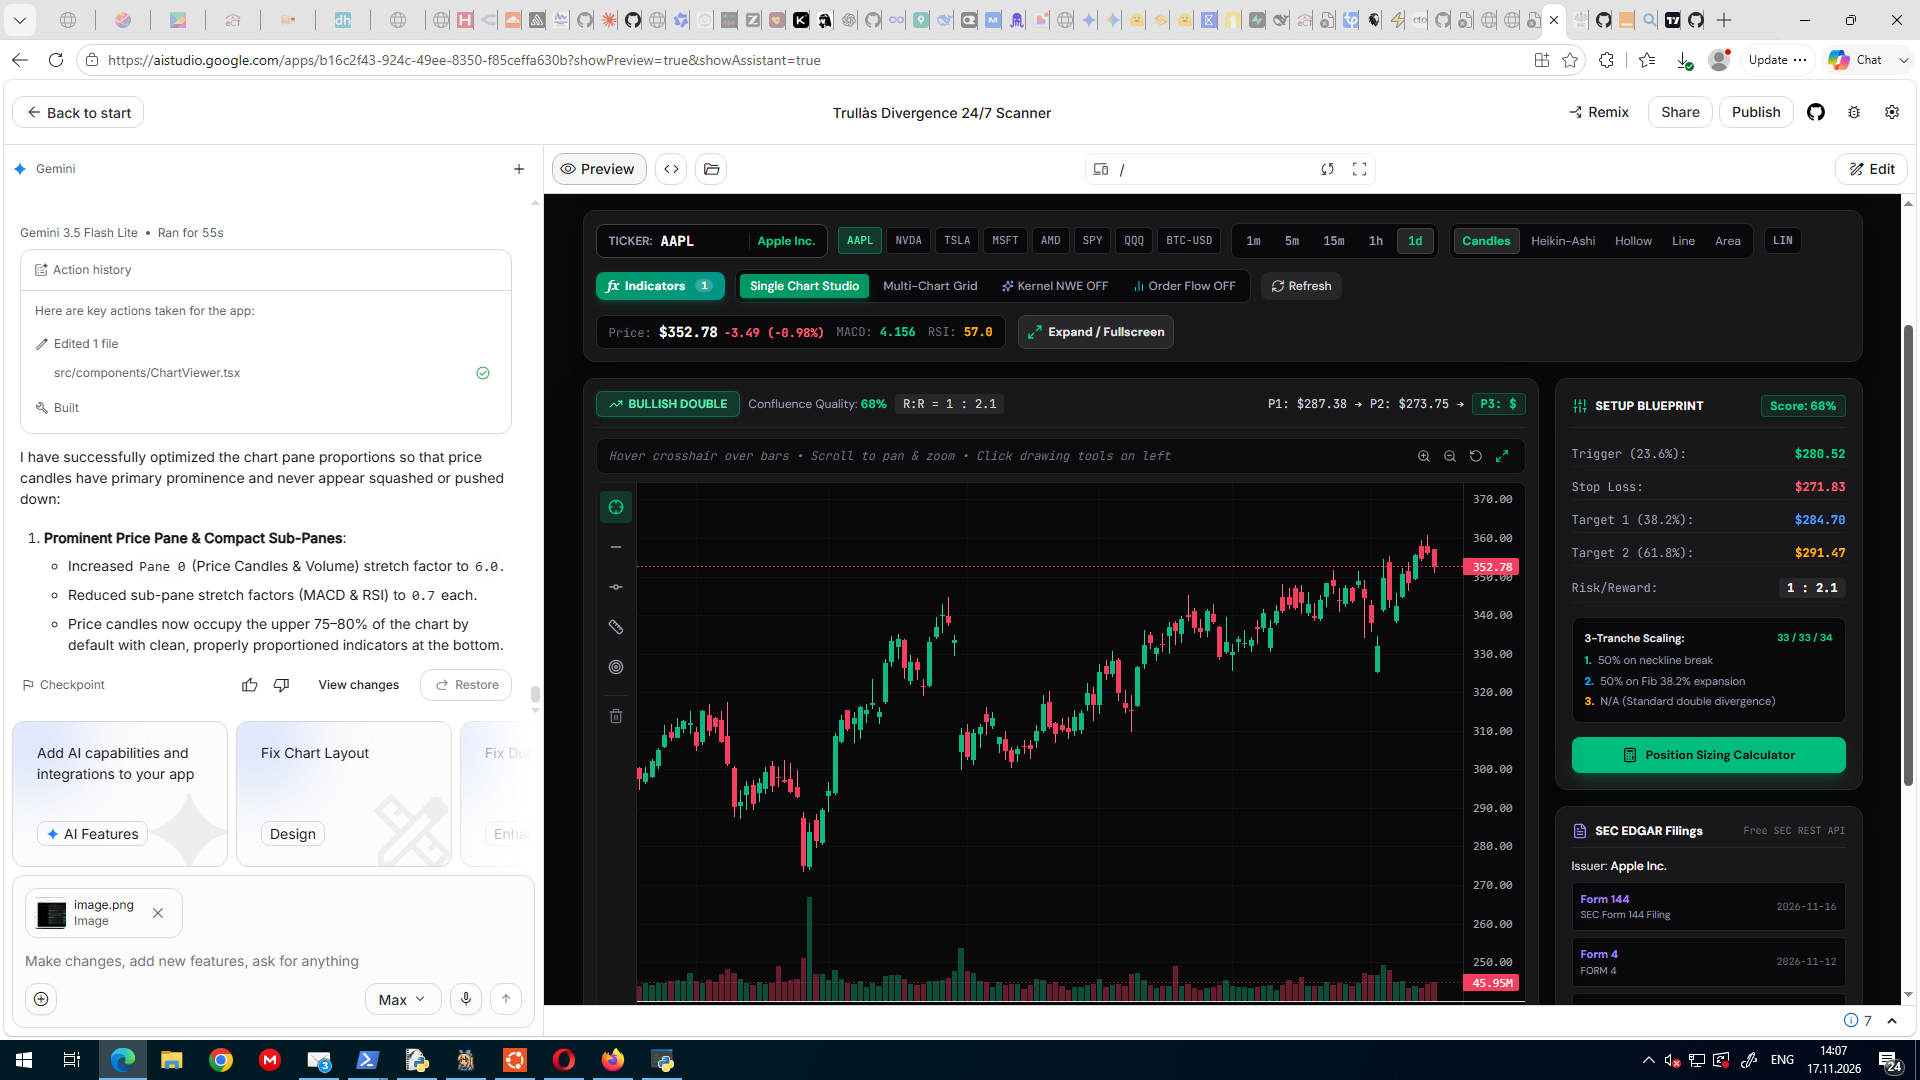 https://aistudio.google.com/apps/b16c2f43-924c-49ee-8350-f85ceffa630b?showPreview=true&showAssistant=true
Update
Chat
Back to start
Trullàs Divergence 24/7 Scanner
Remix
Share
Publish
Gemini
Preview
/
Edit
Gemini 3.5 Flash Lite • Ran for 55s
Action history
Here are key actions taken for the app:
Edited 1 file
src/components/ChartViewer.tsx
Built
I have successfully optimized the chart pane proportions so that price
candles have primary prominence and never appear squashed or pushed
down:
1. Prominent Price Pane & Compact Sub-Panes:
Increased Pane 0 (Price Candles & Volume) stretch factor to 6.0.
Reduced sub-pane stretch factors (MACD & RSI) to 0.7 each.
Price candles now occupy the upper 75–80% of the chart by
default with clean, properly proportioned indicators at the bottom.
Checkpoint
View changes
Restore
Add AI capabilities and
integrations to your app
AI Features
Fix Chart Layout
Design
Fix Du
Enhan
image.png
Image
Make changes, add new features, ask for anything
Max
TICKER: AAPL Apple Inc.
AAPL NVDA TSLA MSFT AMD SPY QQQ BTC-USD
1m 5m 15m 1h 1d
Candles Heikin-Ashi Hollow Line Area
LIN
fx Indicators 1
Single Chart Studio Multi-Chart Grid Kernel NWE OFF Order Flow OFF
Refresh
Price: $352.78 -3.49 (-0.98%) MACD: 4.156 RSI: 57.0
Expand / Fullscreen
BULLISH DOUBLE Confluence Quality: 68% R:R = 1 : 2.1
P1: $287.38 → P2: $273.75 → P3: $
Hover crosshair over bars • Scroll to pan & zoom • Click drawing tools on left
370.00
360.00
352.78
350.00
340.00
330.00
320.00
310.00
300.00
290.00
280.00
270.00
260.00
250.00
45.95M
SETUP BLUEPRINT Score: 68%
Trigger (23.6%): $280.52
Stop Loss: $271.83
Target 1 (38.2%): $284.70
Target 2 (61.8%): $291.47
Risk/Reward: 1 : 2.1
3-Tranche Scaling: 33 / 33 / 34
1. 50% on neckline break
2. 50% on Fib 38.2% expansion
3. N/A (Standard double divergence)
Position Sizing Calculator
SEC EDGAR Filings Free SEC REST API
Issuer: Apple Inc.
Form 144
SEC Form 144 Filing
2026-11-16
Form 4
FORM 4
2026-11-12
7
ENG
14:07
17.11.2026
24
3